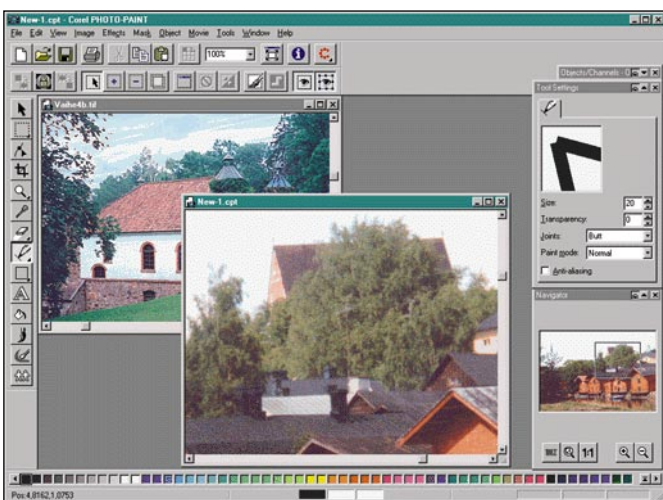 New-1.cpt - Corel PHOTO-PAINT
File Edit View Image Effects Mask Object Movie Tools Window Help
100%
Objects/Channels - O
Tool Settings
Vaihe4b.tif
New-1.cpt
Size: 20
Transparency: 0
Joints: Butt
Paint mode: Normal
Anti-aliasing
Navigator
1:1
Pos:4,8162,1,0753